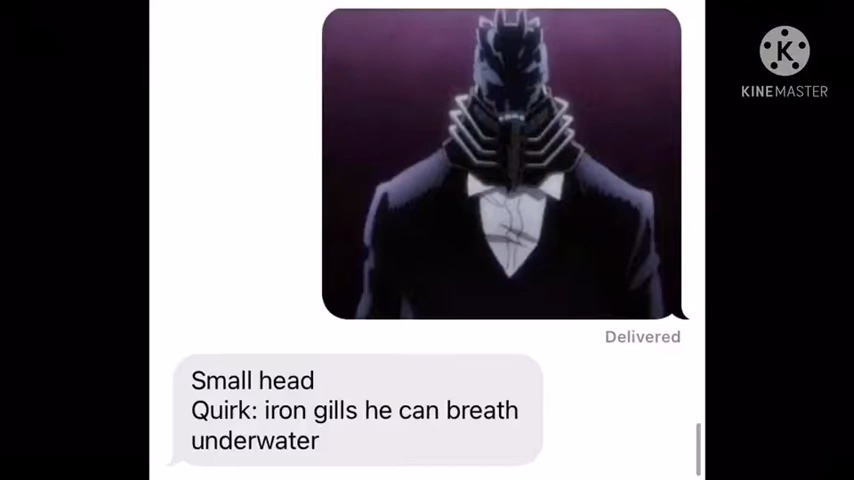 K
KINEMASTER
Delivered
Small head
Quirk: iron gills he can breath
underwater